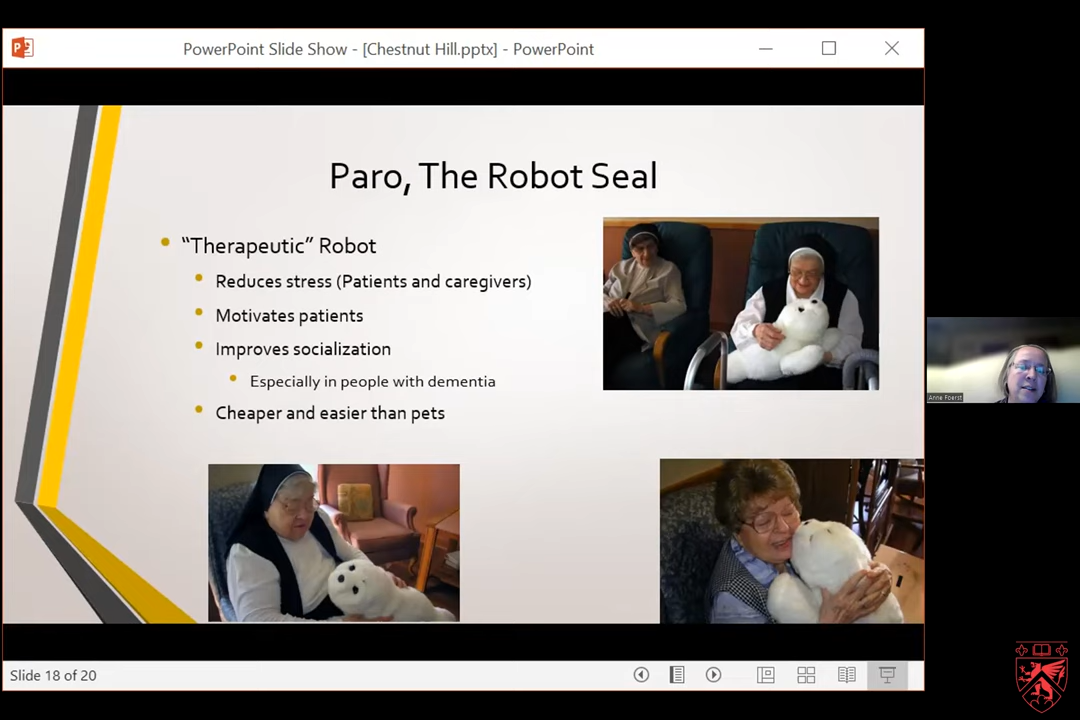 PowerPoint Slide Show - [Chestnut Hill.pptx] - PowerPoint
Paro, The Robot Seal
“Therapeutic” Robot
Reduces stress (Patients and caregivers)
Motivates patients
Improves socialization
Especially in people with dementia
Cheaper and easier than pets
Anne Foerst
Slide 18 of 20